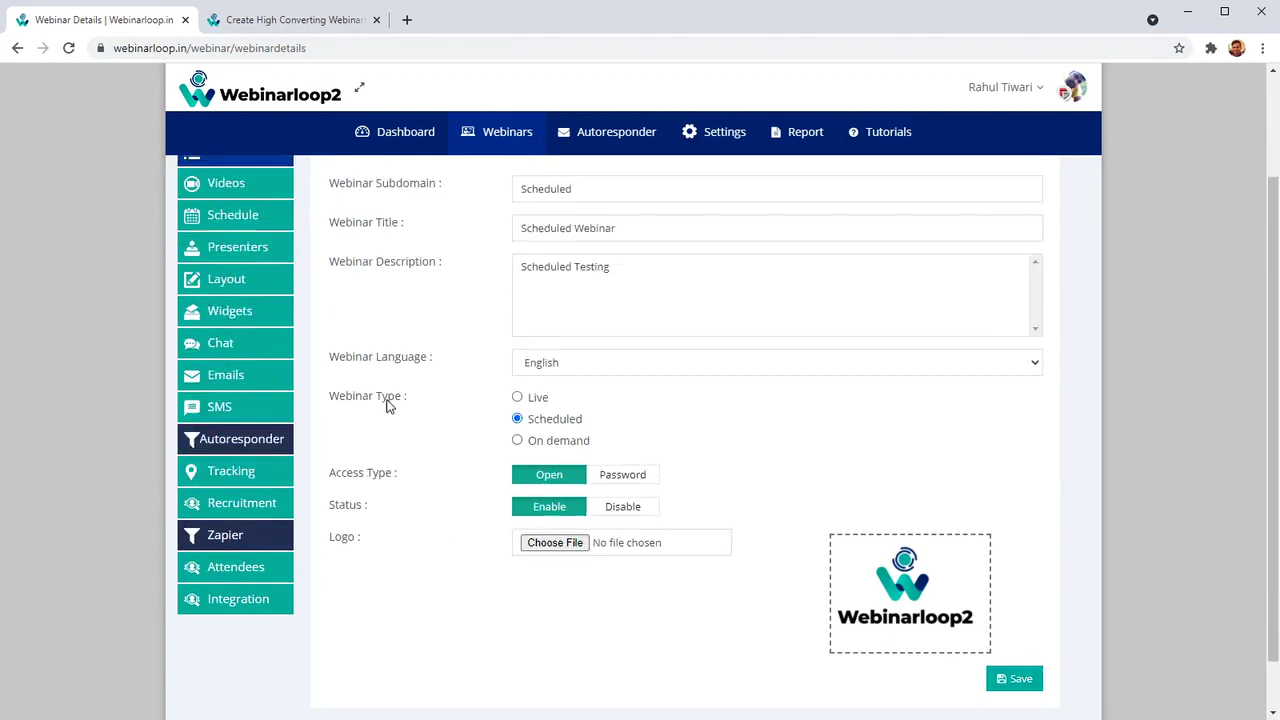 Webinar Details | Webinarloop.in
Create High Converting Webinar
webinarloop.in/webinar/webinardetails
Webinarloop2
Rahul Tiwari
Dashboard
Webinars
Autoresponder
Settings
Report
Tutorials
Videos
Schedule
Presenters
Layout
Widgets
Chat
Emails
SMS
Autoresponder
Tracking
Recruitment
Zapier
Attendees
Integration
Webinar Subdomain :
Scheduled
Webinar Title :
Scheduled Webinar
Webinar Description :
Scheduled Testing
Webinar Language :
English
Webinar Type :
Live
Scheduled
On demand
Access Type :
Open
Password
Status :
Enable
Disable
Logo :
Choose File No file chosen
Webinarloop2
Save